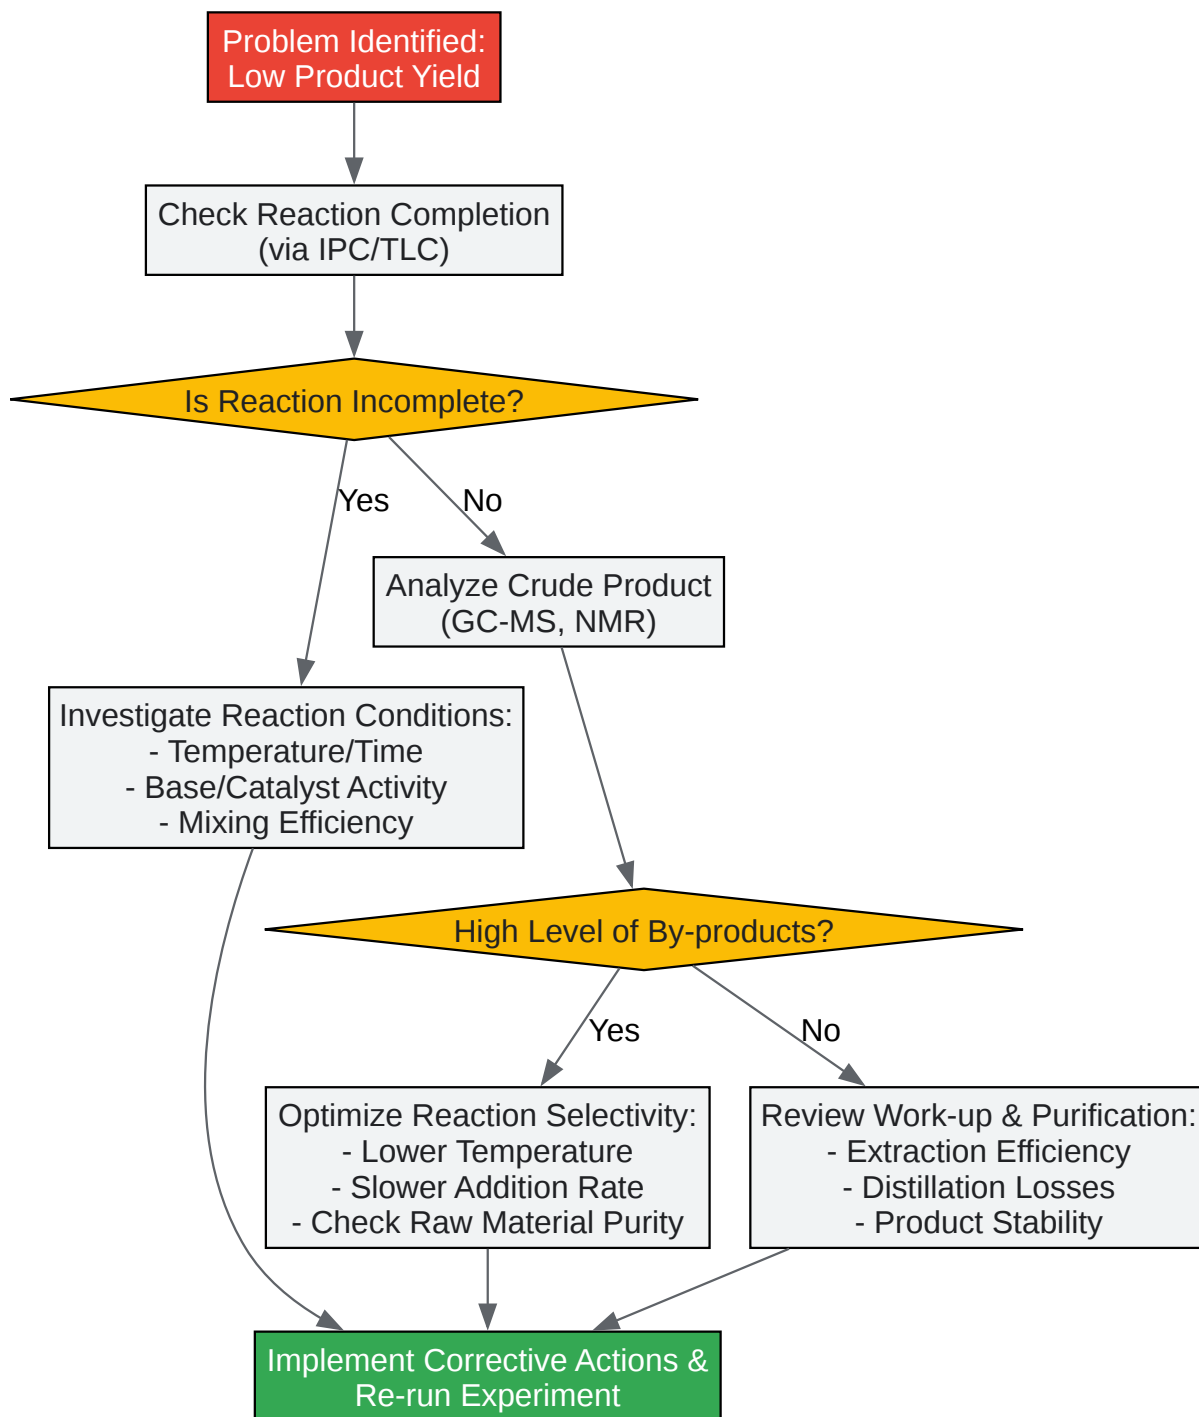 Problem Identified:
Low Product Yield
Check Reaction Completion
(via IPC/TLC)
Is Reaction Incomplete?
Yes
No
Analyze Crude Product
(GC-MS, NMR)
Investigate Reaction Conditions:
- Temperature/Time
- Base/Catalyst Activity
- Mixing Efficiency
High Level of By-products?
Yes
No
Optimize Reaction Selectivity:
- Lower Temperature
- Slower Addition Rate
- Check Raw Material Purity
Review Work-up & Purification:
- Extraction Efficiency
- Distillation Losses
- Product Stability
Implement Corrective Actions &
Re-run Experiment